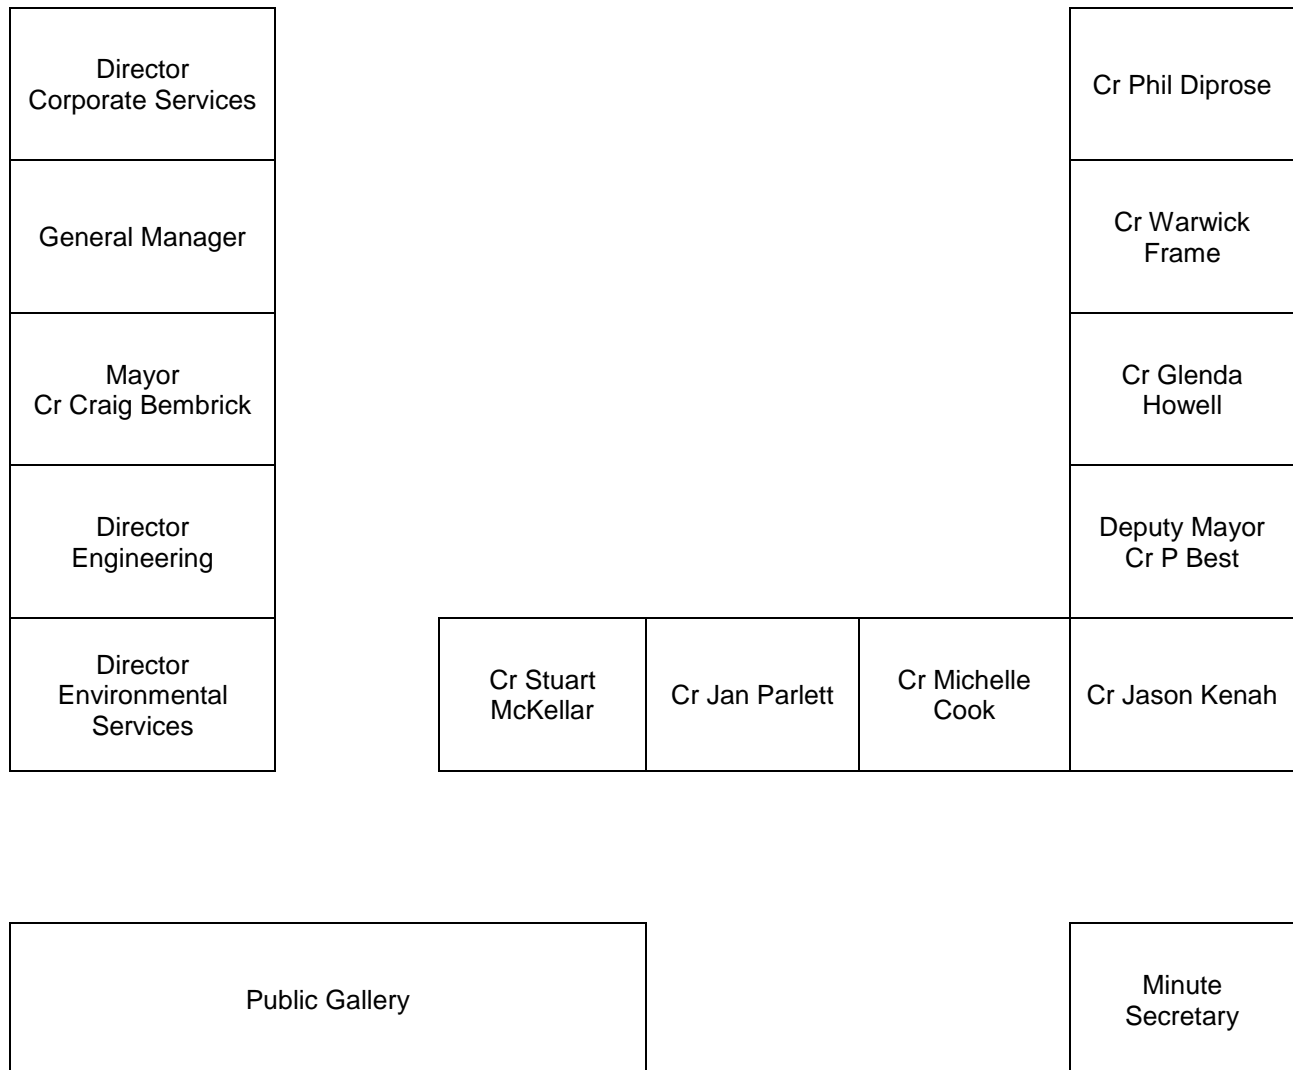 Director
Corporate Services
Cr Phil Diprose
General Manager
Cr Warwick
Frame
Mayor
Cr Craig Bembrick
Cr Glenda
Howell
Director
Engineering
Deputy Mayor
Cr P Best
Director
Environmental
Services
Cr Stuart
McKellar
Cr Jan Parlett
Cr Michelle
Cook
Cr Jason Kenah
Public Gallery
Minute
Secretary